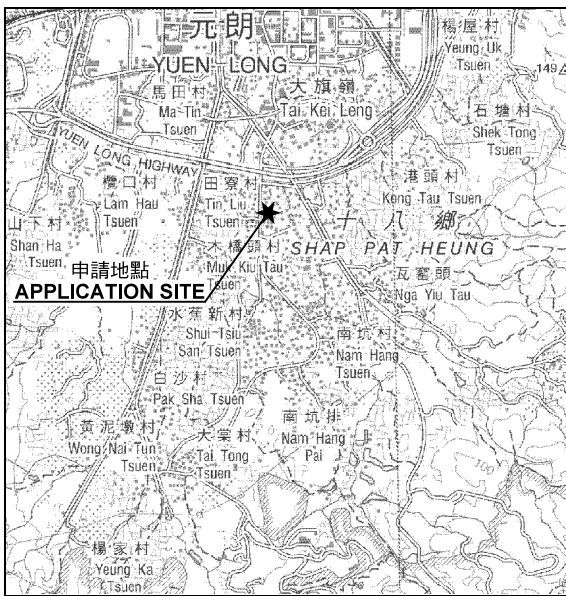 元朗
YUEN LONG
楊屋村
Yeung Uk
Tsuen
149
馬田村
Ma Tin
Tsuen
大旗嶺
Tai Kei Leng
石塘村
Shek Tong
Tsuen
YUEN LONG HIGHWAY
欖口村
Lam Hau
Tsuen
田寮村
Tin Liu
Tsuen
港頭村
Kong Tau Tsuen
山下村
Shan Ha
Tsuen
十八鄉
SHAP PAT HEUNG
木橋頭村
Muk Kiu Tau
Tsuen
申請地點
APPLICATION SITE
瓦窰頭
Nga Yiu Tau
水蕉新村
Shui Tsiu
San Tsuen
南坑村
Nam Hang
Tsuen
白沙村
Pak Sha Tsuen
黃泥墩村
Wong Nai Tun
Tsuen
大棠村
Tai Tong
Tsuen
南坑排
Nam Hang
Pai
100
楊家村
Yeung Ka
Tsuen